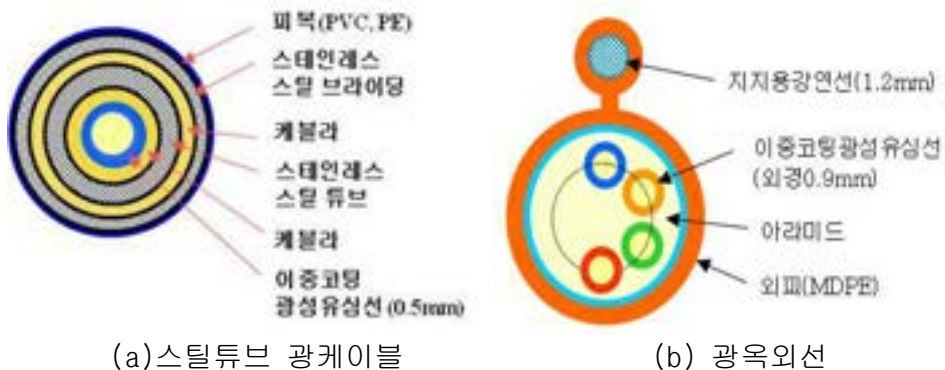 피복(PVC, PE)
스테인레스
스틸 브라이딩
케블라
스테인레스
스틸 튜브
케블라
이중코팅
광섬유심선(0.5mm)
(a)스틸튜브 광케이블
지지용강연선(1.2mm)
이중코팅광섬유심선
(외경0.9mm)
아라미드
외피(MDPE)
(b) 광옥외선